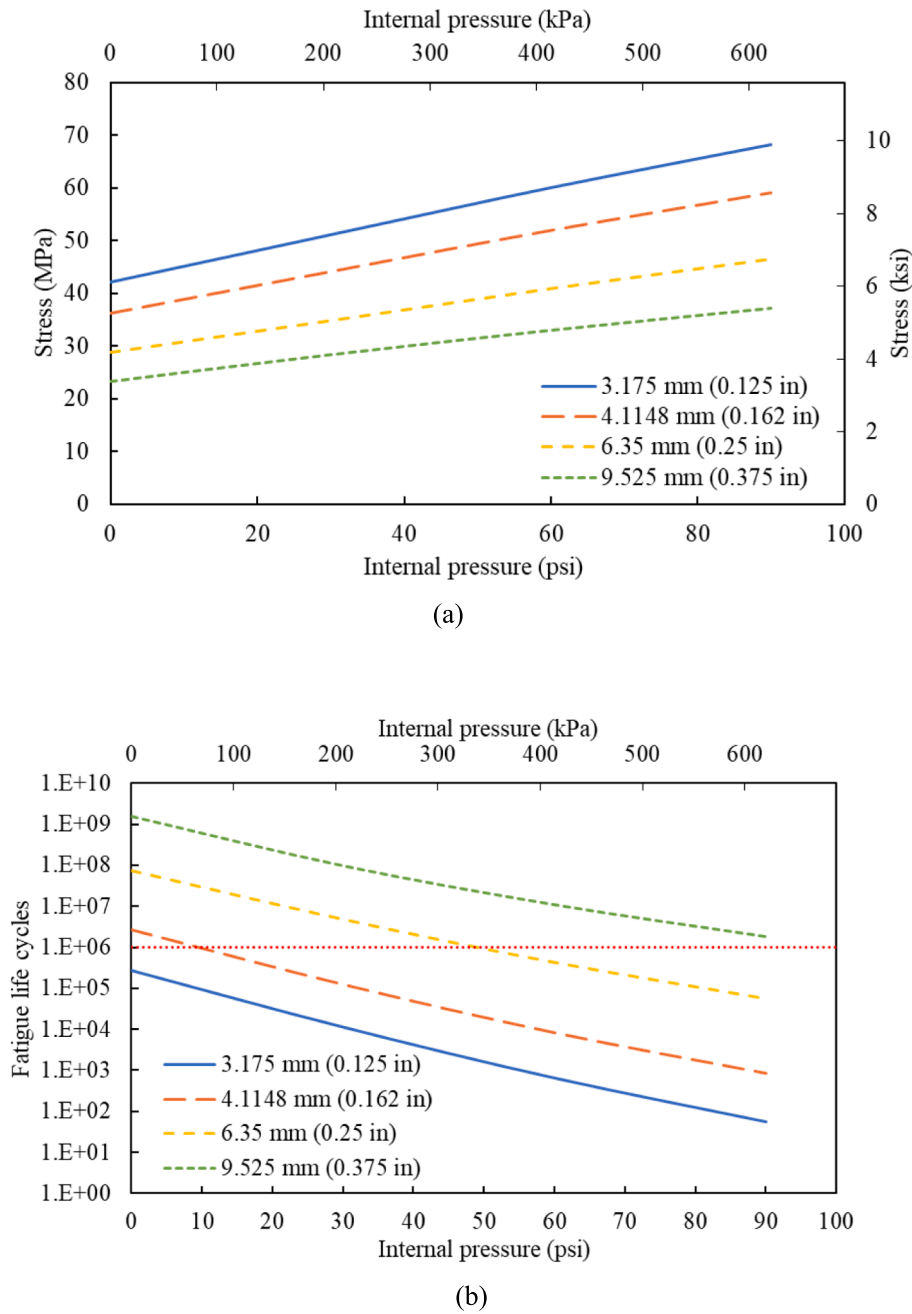 (a)
Internal pressure (kPa)
0 100 200 300 400 500 600
80
70
60
50
40
30
20
10
0
Stress (MPa)
10
8
6
4
2
0
Stress (ksi)
3.175 mm (0.125 in)
4.1148 mm (0.162 in)
6.35 mm (0.25 in)
9.525 mm (0.375 in)
0 20 40 60 80 100
Internal pressure (psi)
(a)
Internal pressure (kPa)
0 100 200 300 400 500 600
1.E+10
1.E+09
1.E+08
1.E+07
1.E+06
1.E+05
1.E+04
1.E+03
1.E+02
1.E+01
1.E+00
Fatigue life cycles
3.175 mm (0.125 in)
4.1148 mm (0.162 in)
6.35 mm (0.25 in)
9.525 mm (0.375 in)
0 10 20 30 40 50 60 70 80 90 100
Internal pressure (psi)
(b)